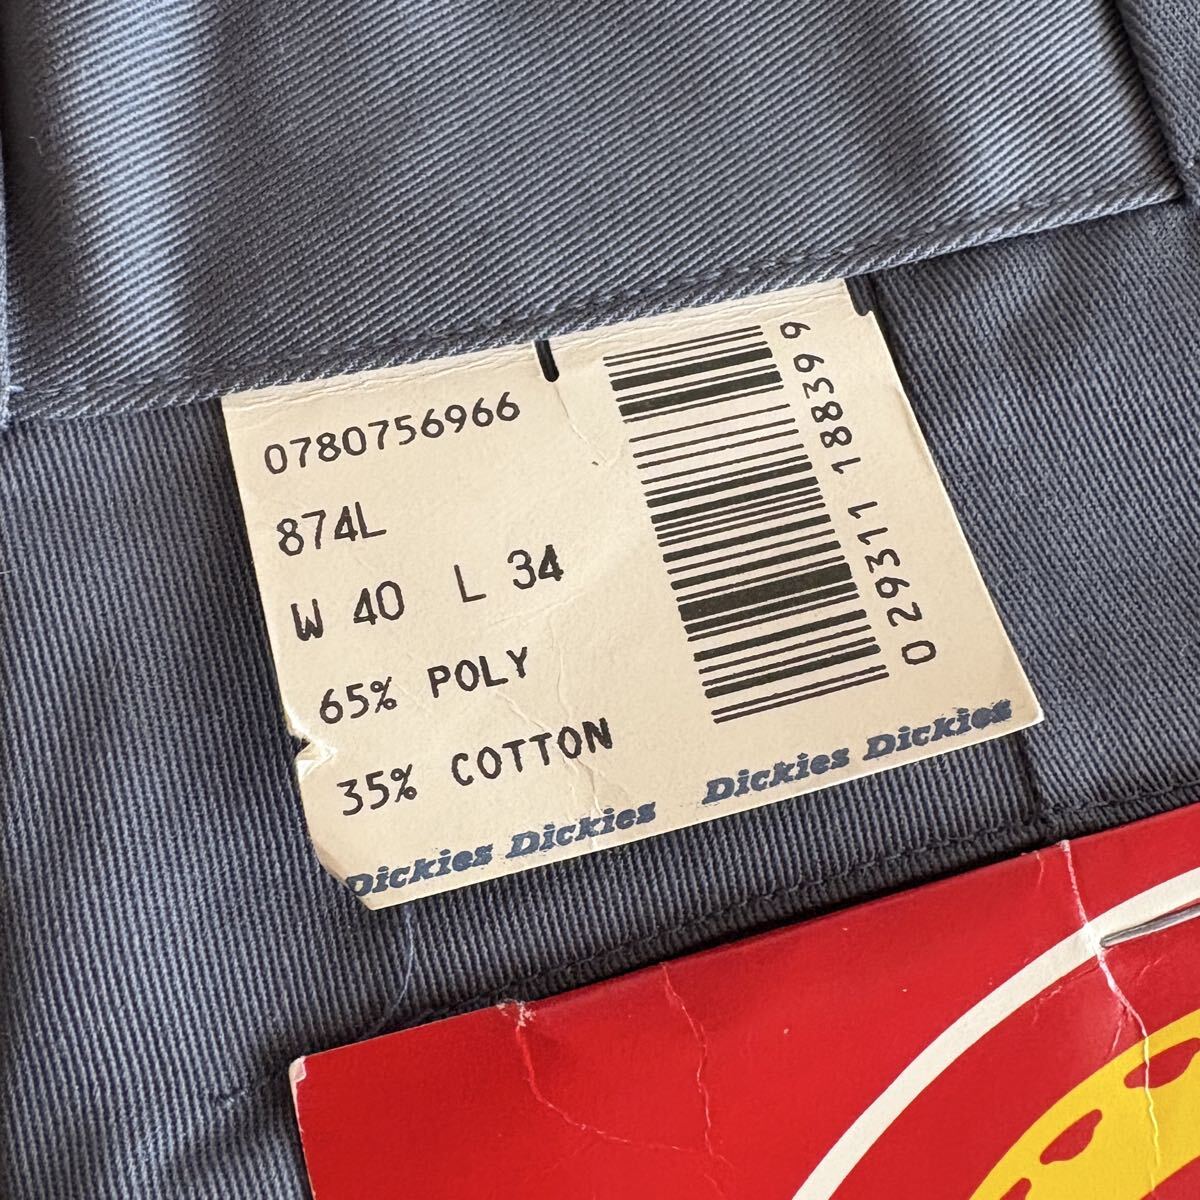 0780756966
874L
W 40 L 34
65% POLY
35% COTTON
0 29311 18839 9
Dickies Dickies Dickies Dickies